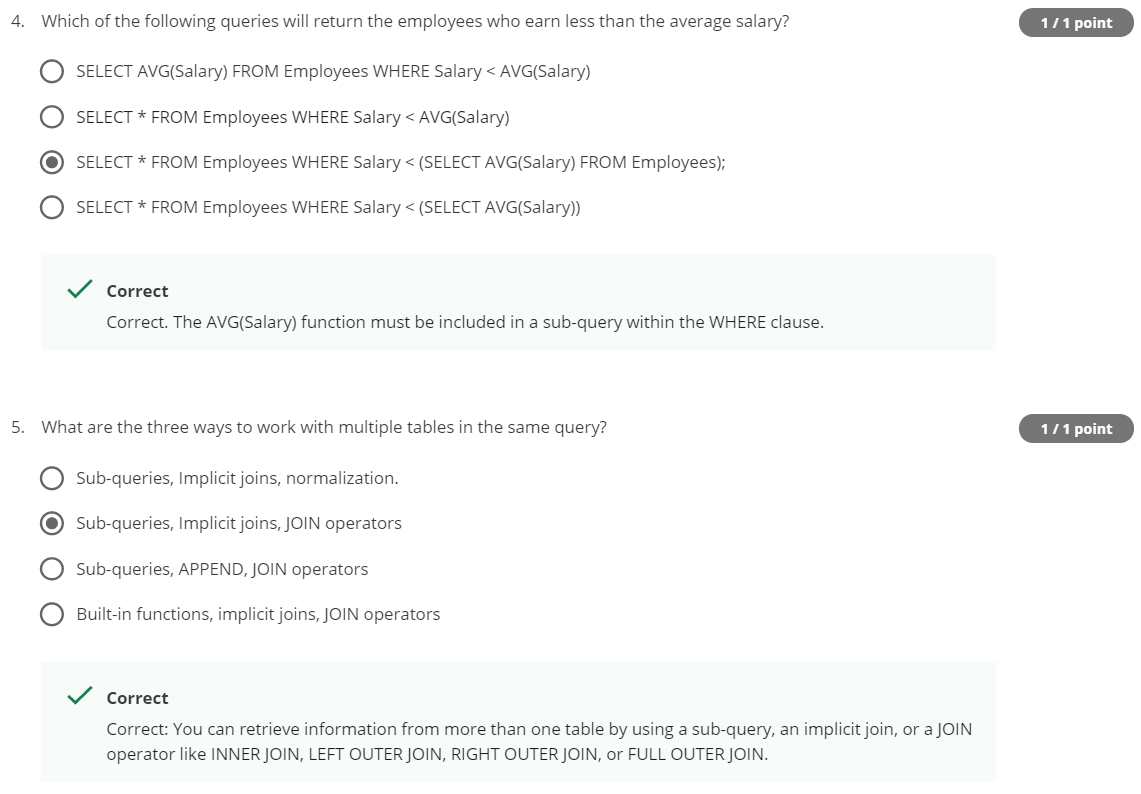 4. Which of the following queries will return the employees who earn less than the average salary?
1 / 1 point
SELECT AVG(Salary) FROM Employees WHERE Salary < AVG(Salary)
SELECT * FROM Employees WHERE Salary < AVG(Salary)
SELECT * FROM Employees WHERE Salary < (SELECT AVG(Salary) FROM Employees);
SELECT * FROM Employees WHERE Salary < (SELECT AVG(Salary))
Correct
Correct. The AVG(Salary) function must be included in a sub-query within the WHERE clause.
5. What are the three ways to work with multiple tables in the same query?
1 / 1 point
Sub-queries, Implicit joins, normalization.
Sub-queries, Implicit joins, JOIN operators
Sub-queries, APPEND, JOIN operators
Built-in functions, implicit joins, JOIN operators
Correct
Correct: You can retrieve information from more than one table by using a sub-query, an implicit join, or a JOIN
operator like INNER JOIN, LEFT OUTER JOIN, RIGHT OUTER JOIN, or FULL OUTER JOIN.